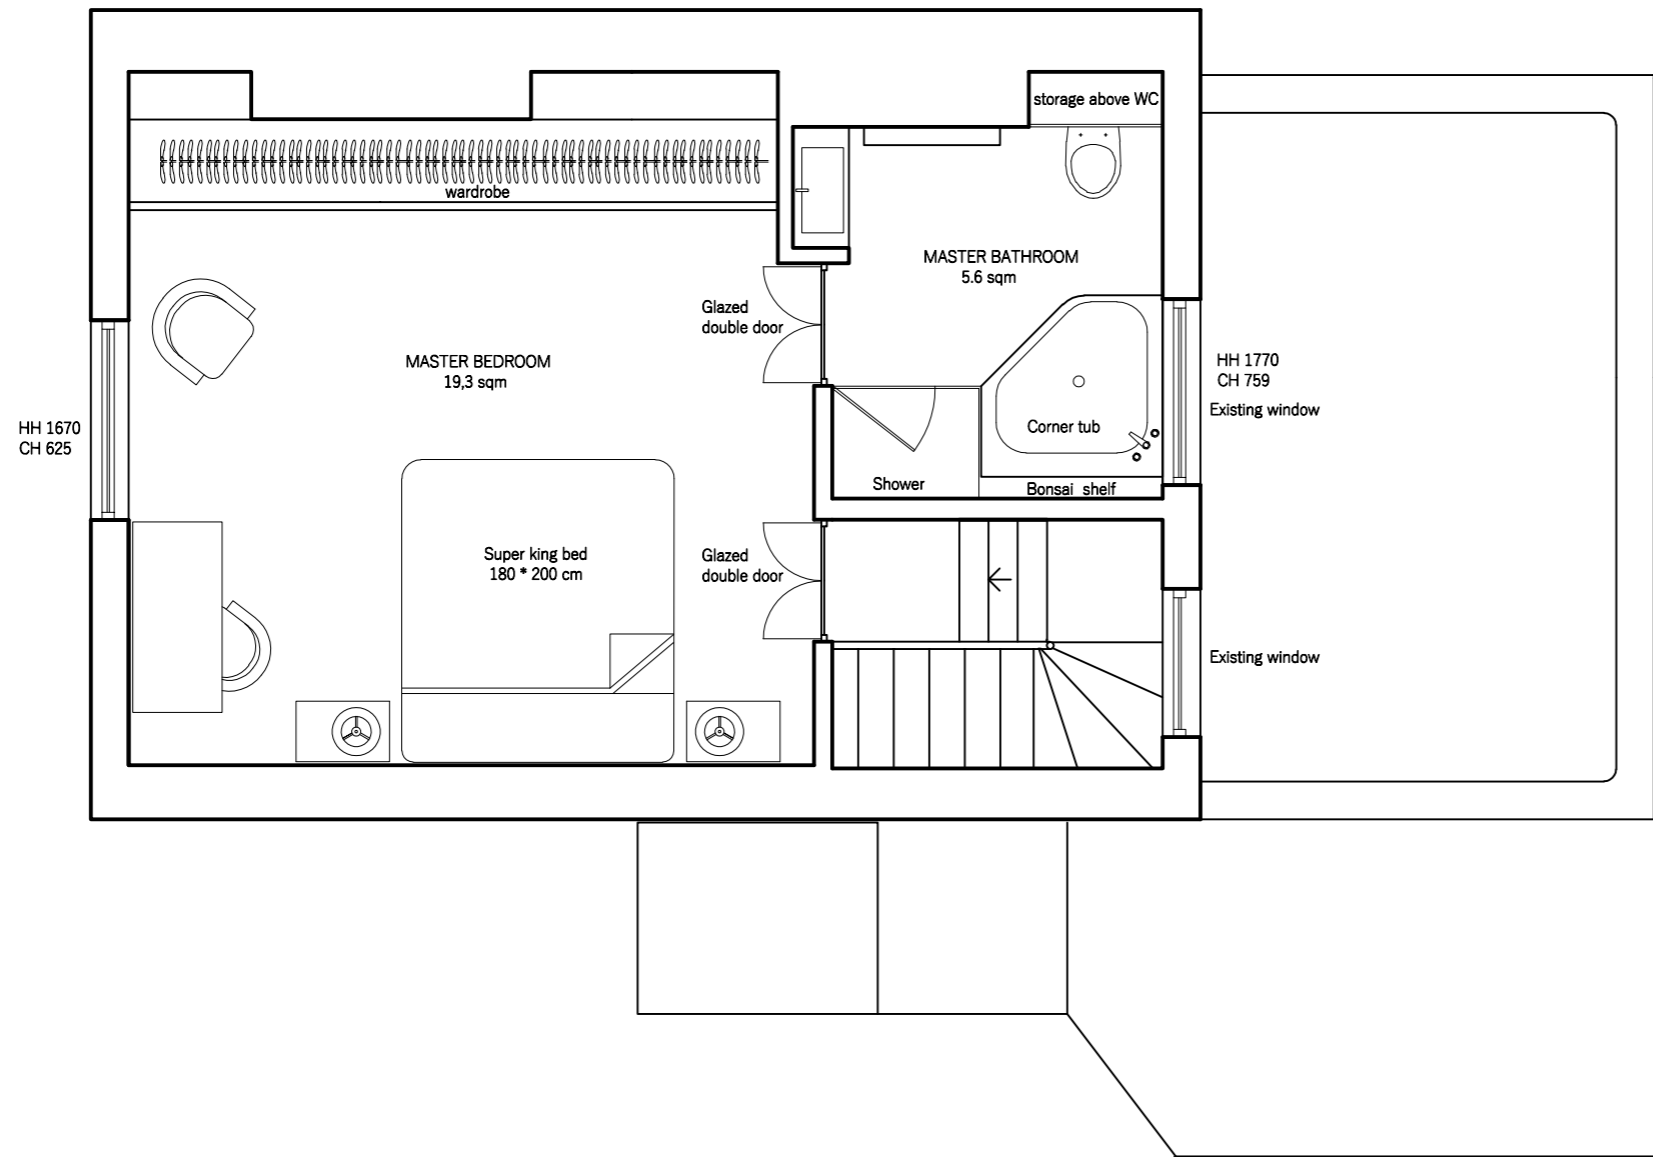 storage above WC
wardrobe
MASTER BATHROOM
5.6 sqm
Glazed
double door
MASTER BEDROOM
19,3 sqm
HH 1770
CH 759
Existing window
HH 1670
CH 625
Corner tub
Shower
Bonsai shelf
Super king bed
180 * 200 cm
Glazed
double door
Existing window